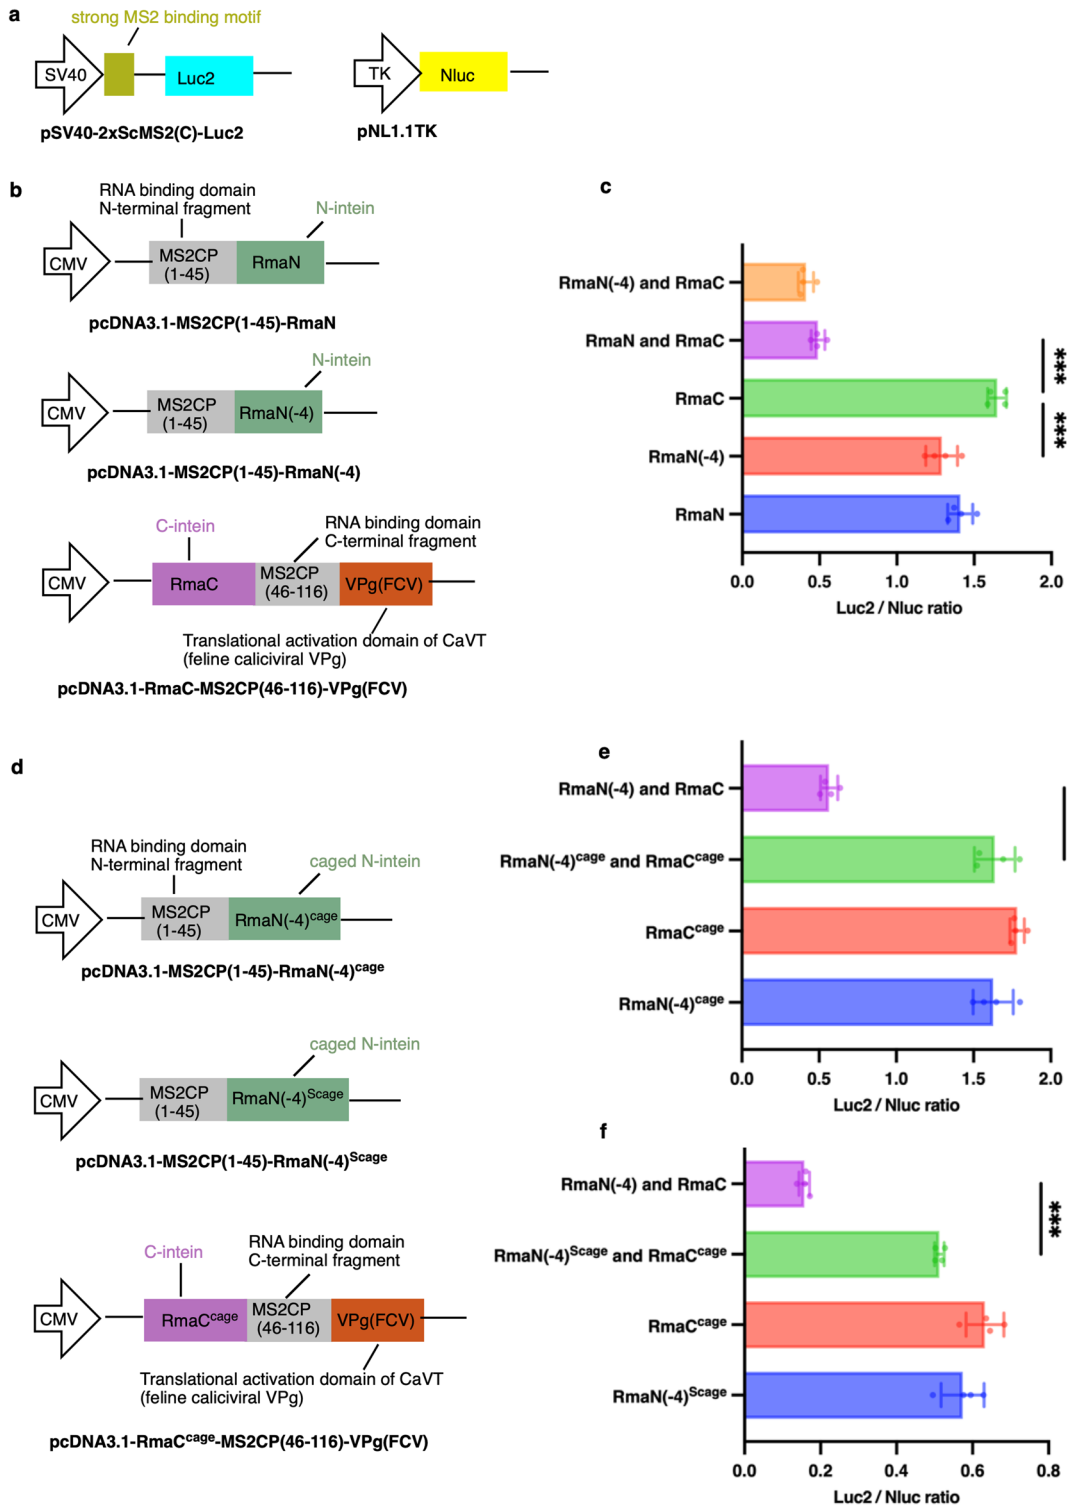 a
strong MS2 binding motif
SV40
Luc2
TK
Nluc
pSV40-2xScMS2(C)-Luc2
pNL1.1TK
b
RNA binding domain
N-terminal fragment
N-intein
CMV
MS2CP
(1-45)
RmaN
pcDNA3.1-MS2CP(1-45)-RmaN
N-intein
CMV
MS2CP
(1-45)
RmaN(-4)
pcDNA3.1-MS2CP(1-45)-RmaN(-4)
C-intein
RNA binding domain
C-terminal fragment
CMV
RmaC
MS2CP
(46-116)
VPg(FCV)
Translational activation domain of CaVT
(feline caliciviral VPg)
pcDNA3.1-RmaC-MS2CP(46-116)-VPg(FCV)
c
RmaN(-4) and RmaC
RmaN and RmaC
RmaC
RmaN(-4)
RmaN
***
***
0.0 0.5 1.0 1.5 2.0
Luc2 / Nluc ratio
d
RNA binding domain
N-terminal fragment
caged N-intein
CMV
MS2CP
(1-45)
RmaN(-4)cage
pcDNA3.1-MS2CP(1-45)-RmaN(-4)cage
caged N-intein
CMV
MS2CP
(1-45)
RmaN(-4)Scage
pcDNA3.1-MS2CP(1-45)-RmaN(-4)Scage
C-intein
RNA binding domain
C-terminal fragment
CMV
RmaCcage
MS2CP
(46-116)
VPg(FCV)
Translational activation domain of CaVT
(feline caliciviral VPg)
pcDNA3.1-RmaCcage-MS2CP(46-116)-VPg(FCV)
e
RmaN(-4) and RmaC
RmaN(-4)cage and RmaCcage
RmaCcage
RmaN(-4)cage
0.0 0.5 1.0 1.5 2.0
Luc2 / Nluc ratio
f
RmaN(-4) and RmaC
RmaN(-4)Scage and RmaCcage
RmaCcage
RmaN(-4)Scage
***
0.0 0.2 0.4 0.6 0.8
Luc2 / Nluc ratio